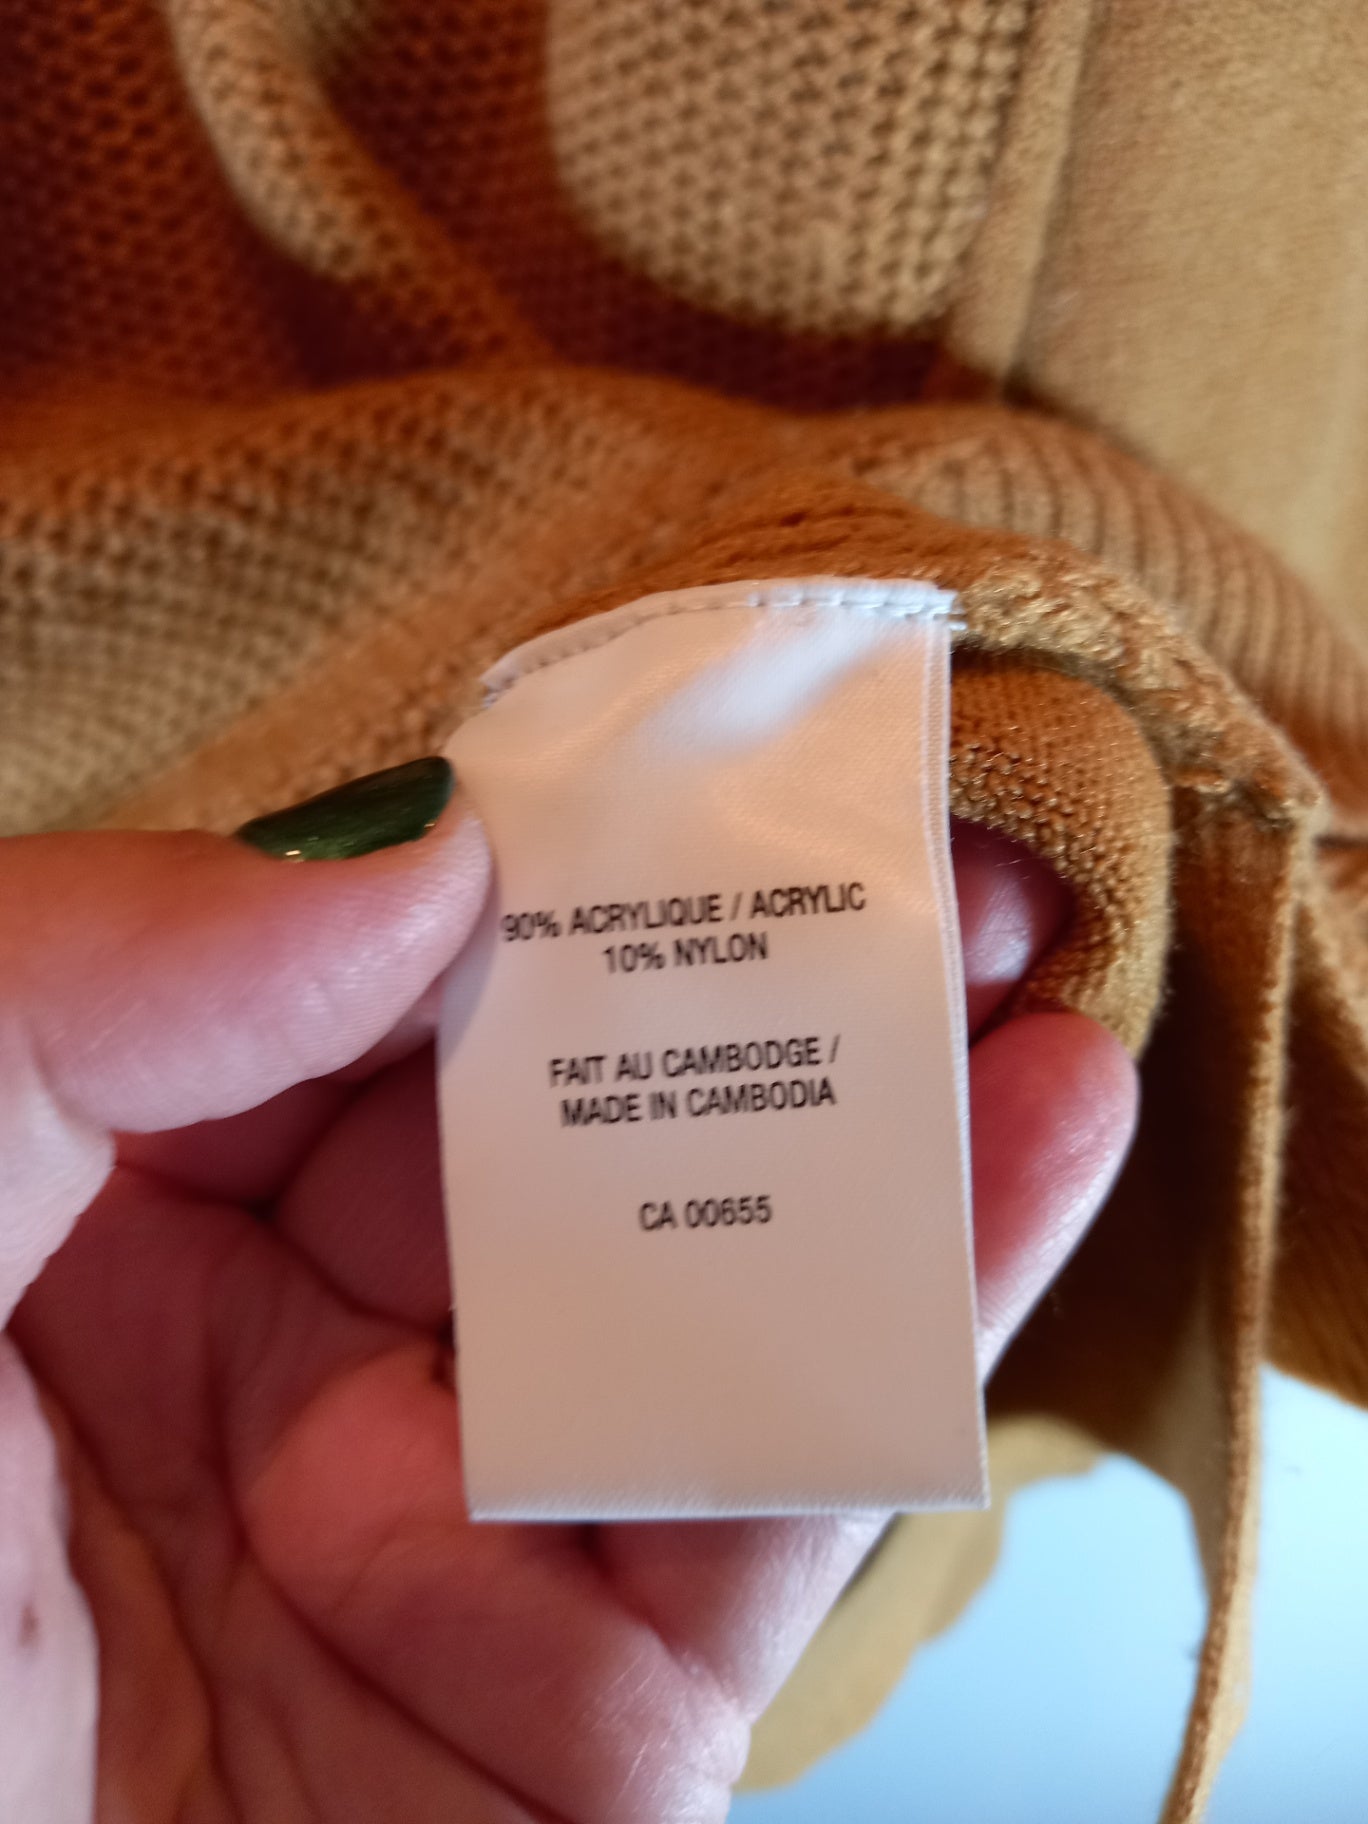 90% ACRYLIQUE / ACRYLIC
10% NYLON
FAIT AU CAMBODGE /
MADE IN CAMBODIA
CA 00655